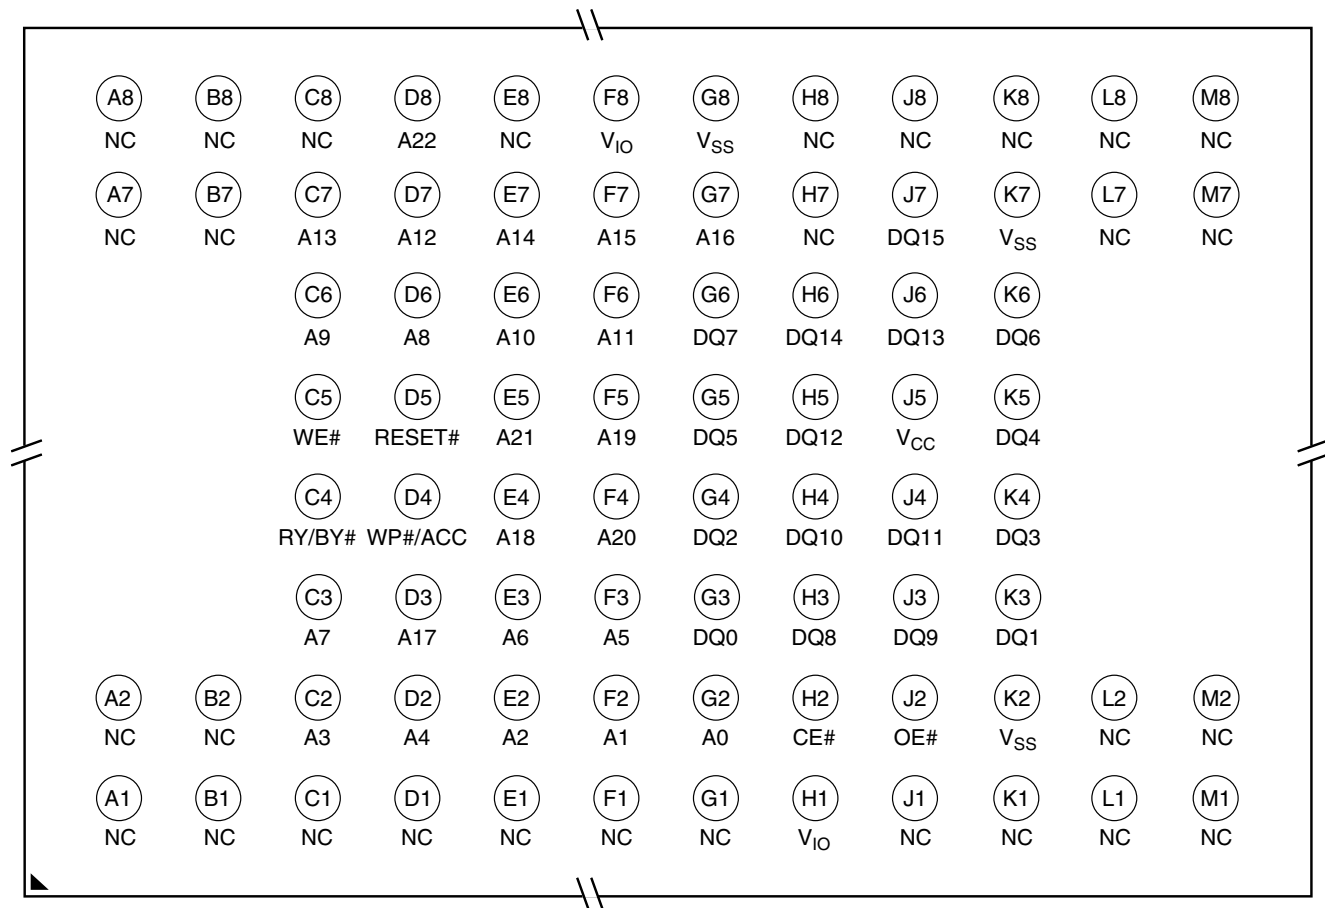 A8 B8 C8 D8 E8 F8 G8 H8 J8 K8 L8 M8
NC NC NC A22 NC VIO VSS NC NC NC NC NC
A7 B7 C7 D7 E7 F7 G7 H7 J7 K7 L7 M7
NC NC A13 A12 A14 A15 A16 NC DQ15 VSS NC NC
C6 D6 E6 F6 G6 H6 J6 K6
A9 A8 A10 A11 DQ7 DQ14 DQ13 DQ6
C5 D5 E5 F5 G5 H5 J5 K5
WE# RESET# A21 A19 DQ5 DQ12 VCC DQ4
C4 D4 E4 F4 G4 H4 J4 K4
RY/BY# WP#/ACC A18 A20 DQ2 DQ10 DQ11 DQ3
C3 D3 E3 F3 G3 H3 J3 K3
A7 A17 A6 A5 DQ0 DQ8 DQ9 DQ1
A2 B2 C2 D2 E2 F2 G2 H2 J2 K2 L2 M2
NC NC A3 A4 A2 A1 A0 CE# OE# VSS NC NC
A1 B1 C1 D1 E1 F1 G1 H1 J1 K1 L1 M1
NC NC NC NC NC NC NC VIO NC NC NC NC